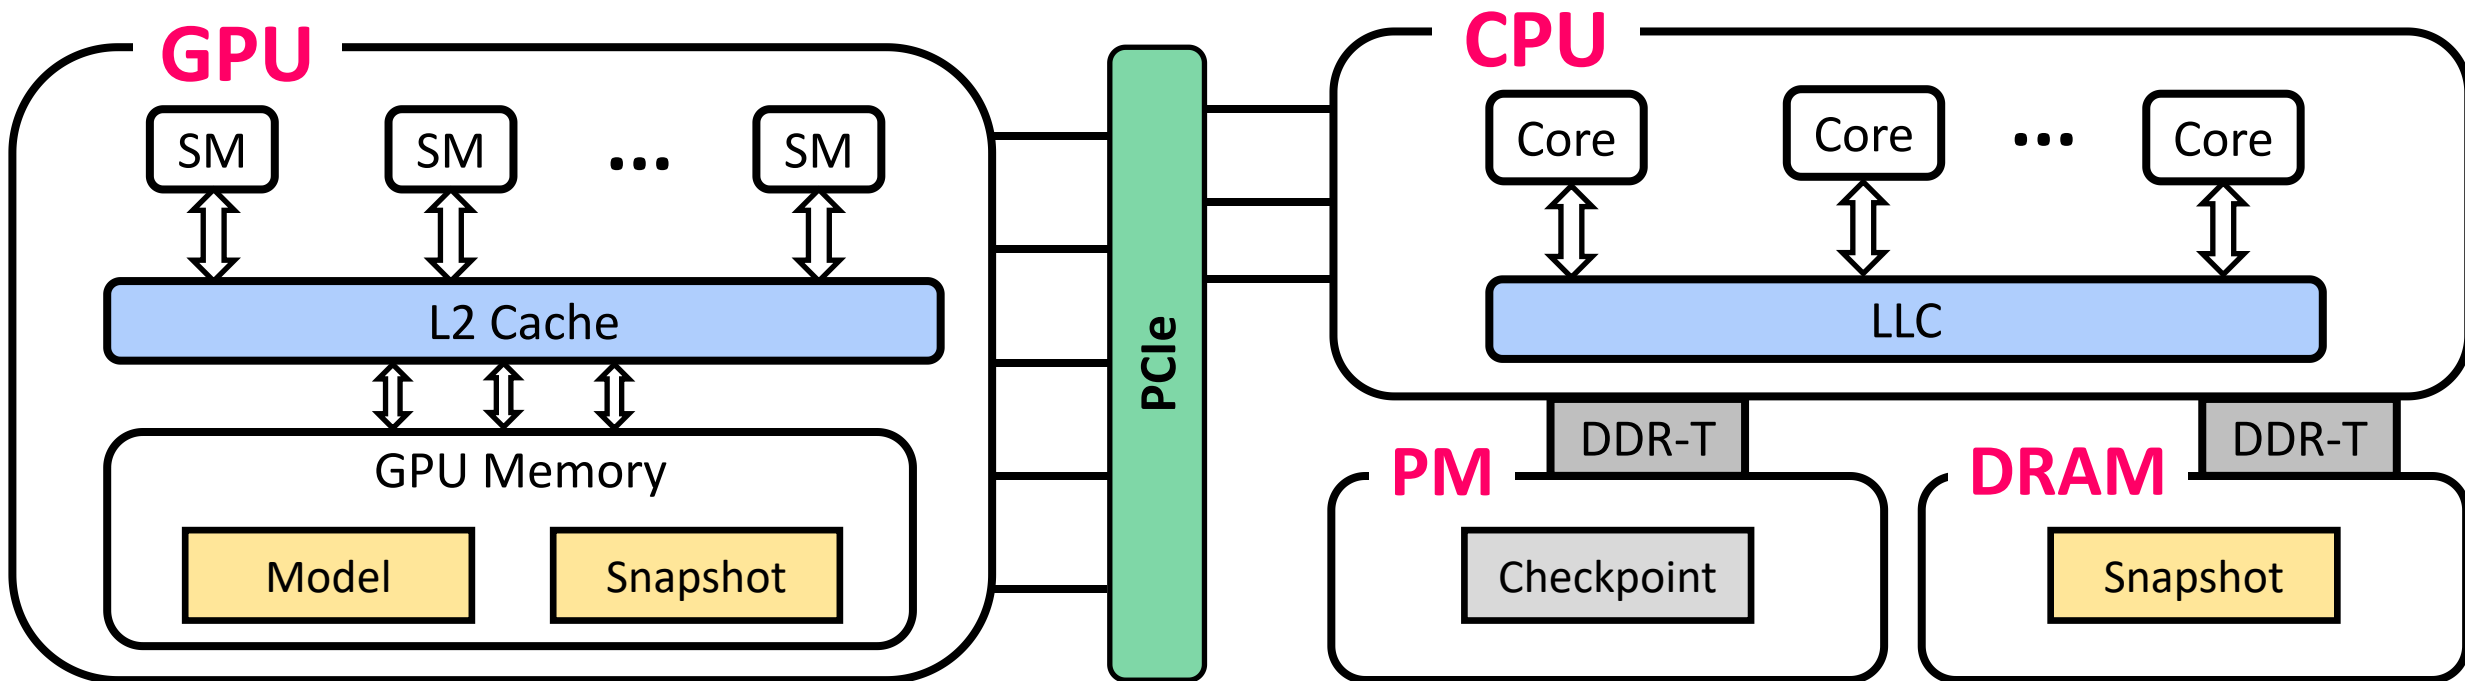 GPU
SM SM ... SM
L2 Cache
GPU Memory
Model Snapshot
PCIe
CPU
Core Core ... Core
LLC
DDR-T DDR-T
PM DRAM
Checkpoint Snapshot